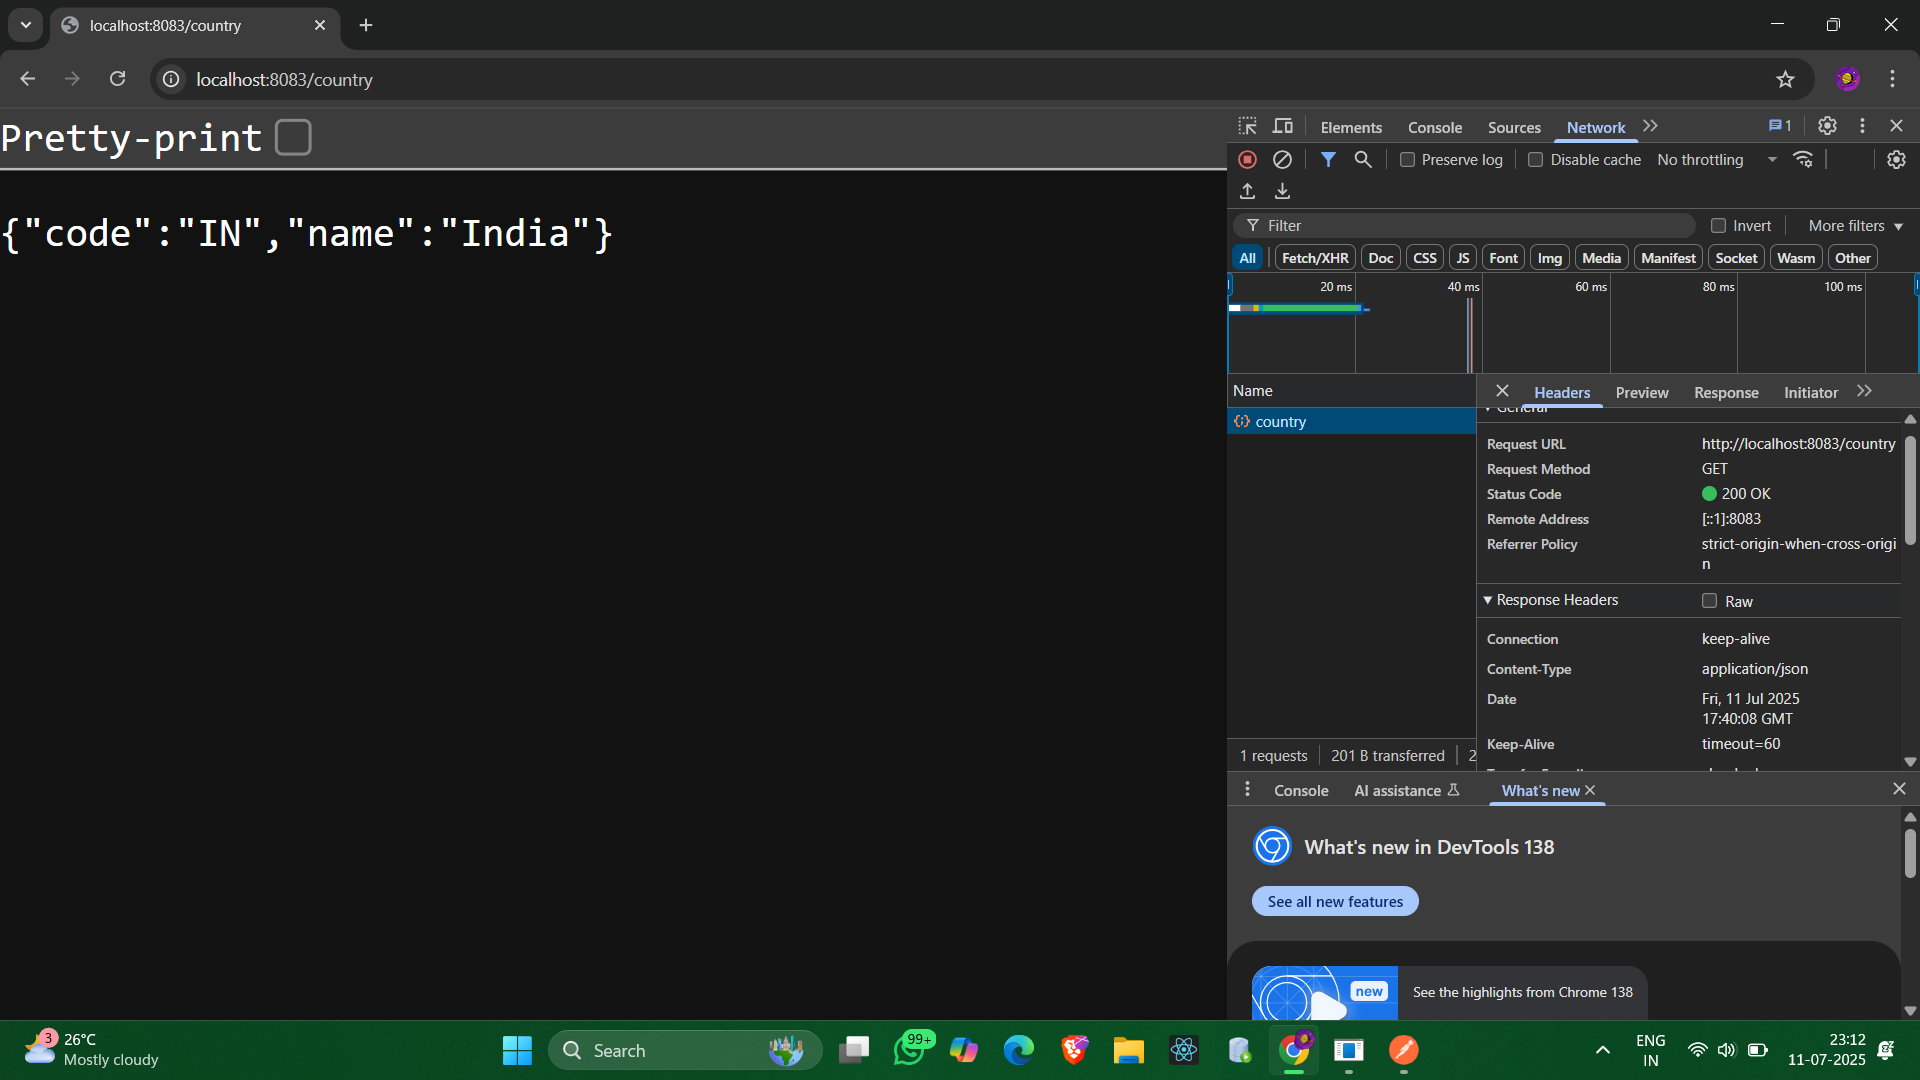 localhost:8083/country
localhost:8083/country
Pretty-print
{"code":"IN","name":"India"}
Elements Console Sources Network 1
Preserve log Disable cache No throttling
Filter Invert More filters
All Fetch/XHR Doc CSS JS Font Img Media Manifest Socket Wasm Other
20 ms 40 ms 60 ms 80 ms 100 ms
Name
country
1 requests 201 B transferred 2
Headers Preview Response Initiator
General
Request URL http://localhost:8083/country
Request Method GET
Status Code 200 OK
Remote Address [::1]:8083
Referrer Policy strict-origin-when-cross-origi
n
Response Headers Raw
Connection keep-alive
Content-Type application/json
Date Fri, 11 Jul 2025
17:40:08 GMT
Keep-Alive timeout=60
Console AI assistance What's new
What's new in DevTools 138
See all new features
new
See the highlights from Chrome 138
3
26°C
Mostly cloudy
Search
99+
ENG
IN
23:12
11-07-2025